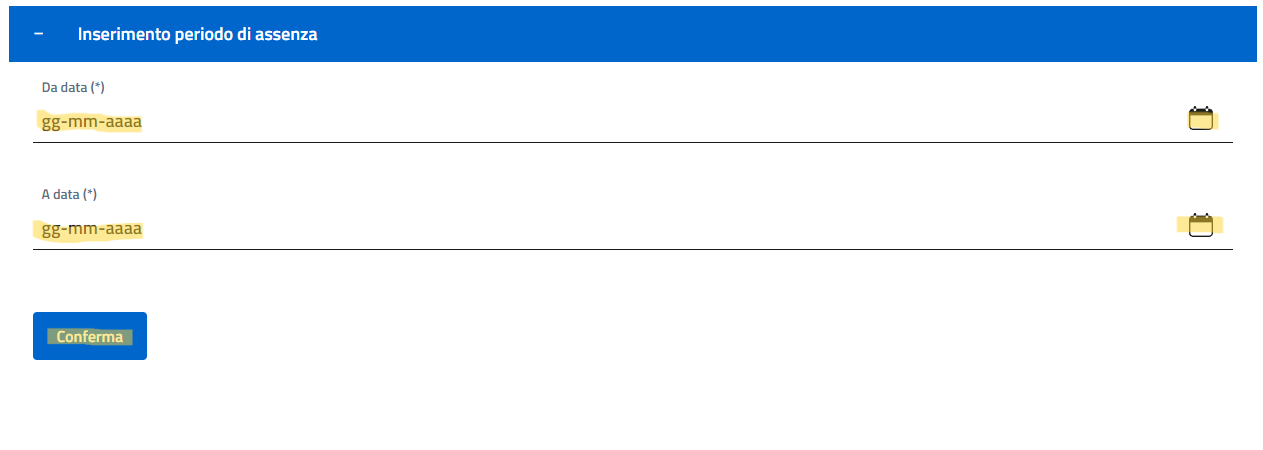 − Inserimento periodo di assenza
Da data (*)
gg-mm-aaaa
A data (*)
gg-mm-aaaa
Conferma